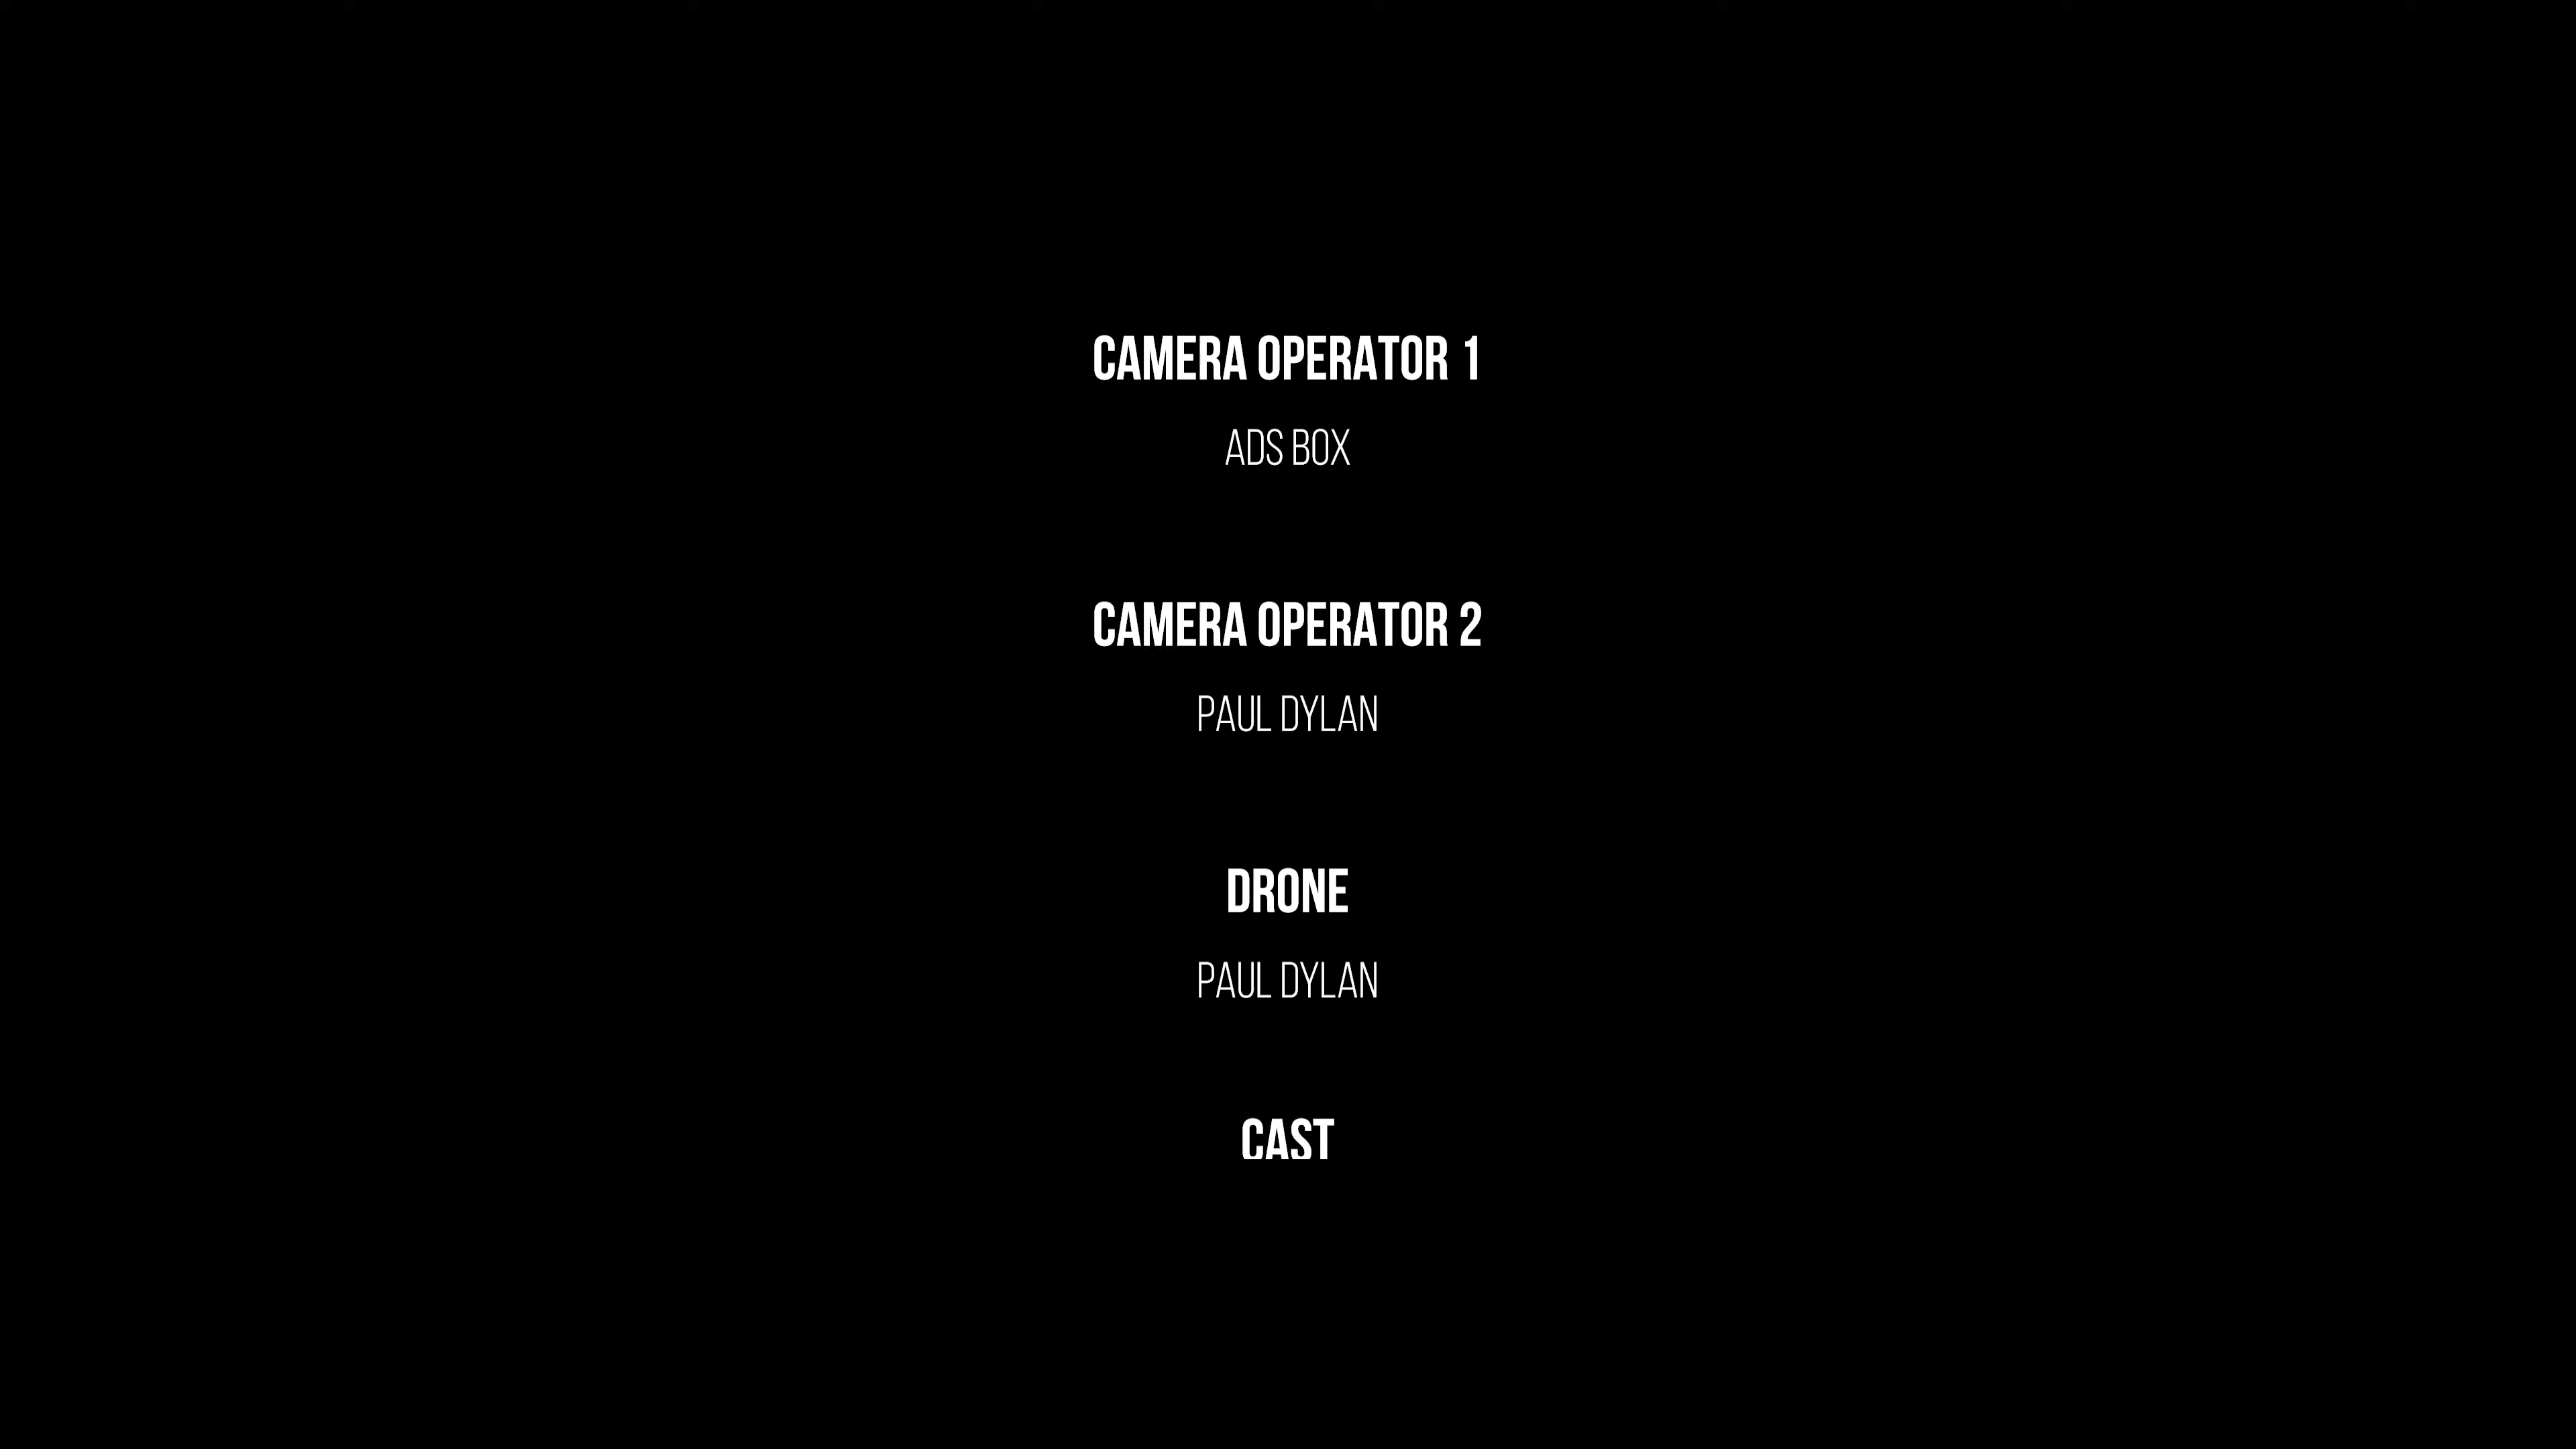 CAMERA OPERATOR 1
ADS BOX
CAMERA OPERATOR 2
PAUL DYLAN
DRONE
PAUL DYLAN
CAST